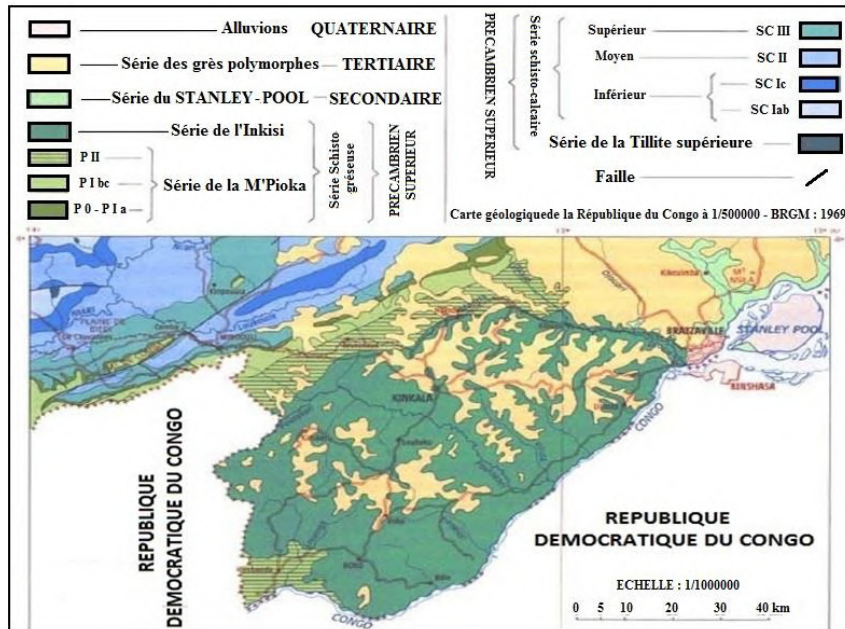 Alluvions QUATERNAIRE
Série des grès polymorphes TERTIAIRE
Série du STANLEY-POOL SECONDAIRE
Série de l'Inkisi
P II
P I bc
P 0 - P I a
Série de la M'Pioka
Série Schisto gréseuse
PRECAMBRIEN SUPERIEUR
PRECAMBRIEN SUPERIEUR
Série schisto-calcaire
Supérieur SC III
Moyen SC II
Inférieur
SC Ic
SC Iab
Série de la Tillite supérieure
Faille
Carte géologiquede la République du Congo à 1/500000 - BRGM : 1969
BRAZZAVILLE
STANLEY POOL
KINSHASA
KINKALA
CONGO
CONGO
REPUBLIQUE
DEMOCRATIQUE DU CONGO
REPUBLIQUE
DEMOCRATIQUE DU CONGO
ECHELLE : 1/1000000
0 5 10 20 30 40 km